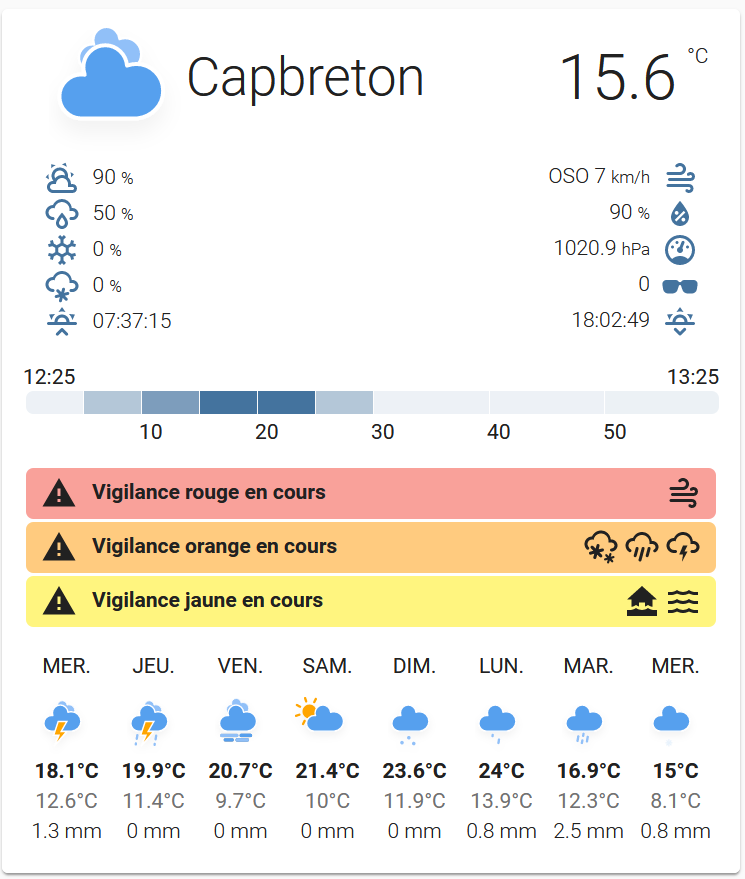 Capbreton 15.6 °C
90 % OSO 7 km/h
50 % 90 %
0 % 1020.9 hPa
0 % 0
07:37:15 18:02:49
12:25 13:25
10 20 30 40 50
Vigilance rouge en cours
Vigilance orange en cours
Vigilance jaune en cours
MER. JEU. VEN. SAM. DIM. LUN. MAR. MER.
18.1°C 19.9°C 20.7°C 21.4°C 23.6°C 24°C 16.9°C 15°C
12.6°C 11.4°C 9.7°C 10°C 11.9°C 13.9°C 12.3°C 8.1°C
1.3 mm 0 mm 0 mm 0 mm 0 mm 0.8 mm 2.5 mm 0.8 mm